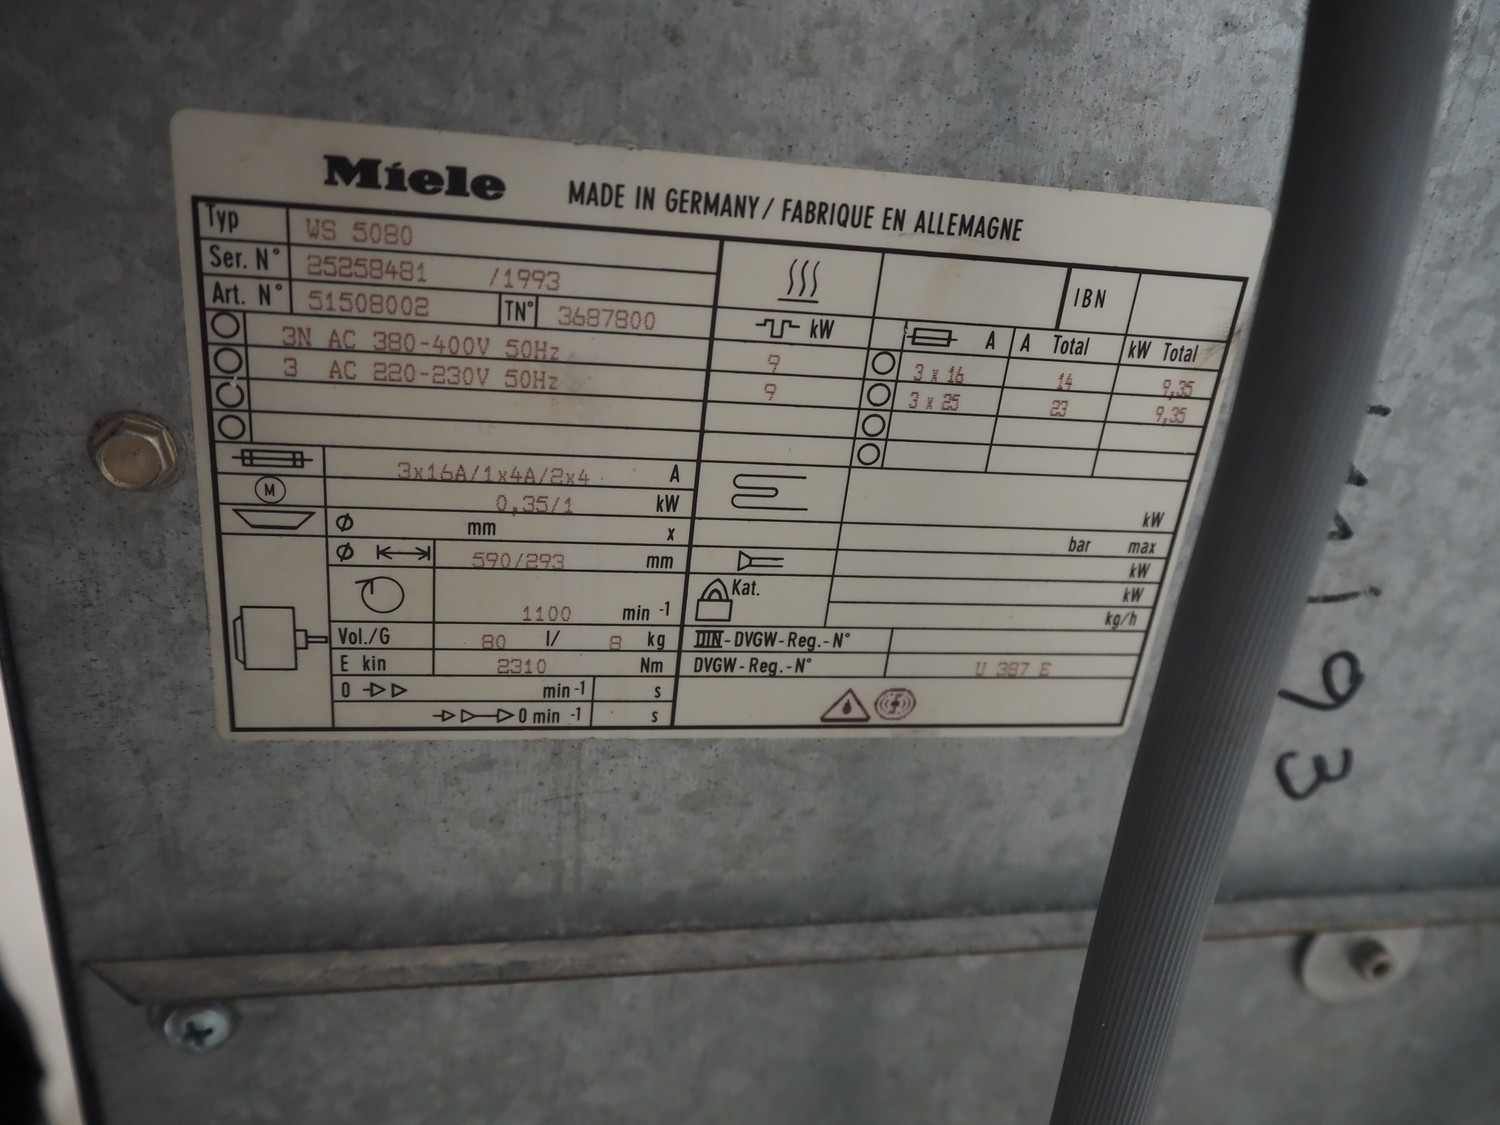 Miele MADE IN GERMANY / FABRIQUE EN ALLEMAGNE
Typ WS 5080
Ser. N° 25258481 /1993
Art. N° 51508002 TN° 3687800
3N AC 380-400V 50Hz
3 AC 220-230V 50Hz
3x16A/1x4A/2x4 A
M 0,35/1 kW
ϕ mm x
ϕ 590/293 mm
1100 min -1
Vol./G 80 l/ 8 kg
E kin 2310 Nm
0 min -1 s
0 min -1 s
IBN
kW A A Total kW Total
9 3 x 16 14 9,35
9 3 x 25 23 9,35
kW
bar max
kW
Kat. kW
kg/h
DIN-DVGW-Reg.-N°
DVGW-Reg.-N° U 387 E
93